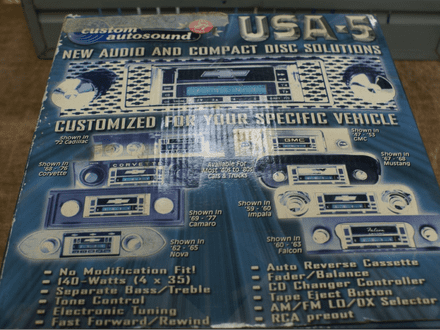 custom
autosound
USA-5
NEW AUDIO AND COMPACT DISC SOLUTIONS
CUSTOMIZED FOR YOUR SPECIFIC VEHICLE
Shown In
'72 Cadillac
GMC
Shown In
'47 - '53
GMC
Shown In
'68 - '76
Corvette
CORVETTE
Available For
Most '40s to '80s
Cars & Trucks
Shown In
'67 - '68
Mustang
Shown In
'69 - '77
Camaro
Shown In
'59 - '60
Impala
Shown In
'62 - '65
Nova
Shown In
'60 - '63
Falcon
Falcon
No Modification Fit!
140-Watts (4 x 35)
Separate Bass/Treble
Tone Control
Electronic Tuning
Fast Forward/Rewind
Auto Reverse Cassette
Fader/Balance
CD Changer Controller
Tape Eject Button
AM/FM LO/DX Selector
RCA preout